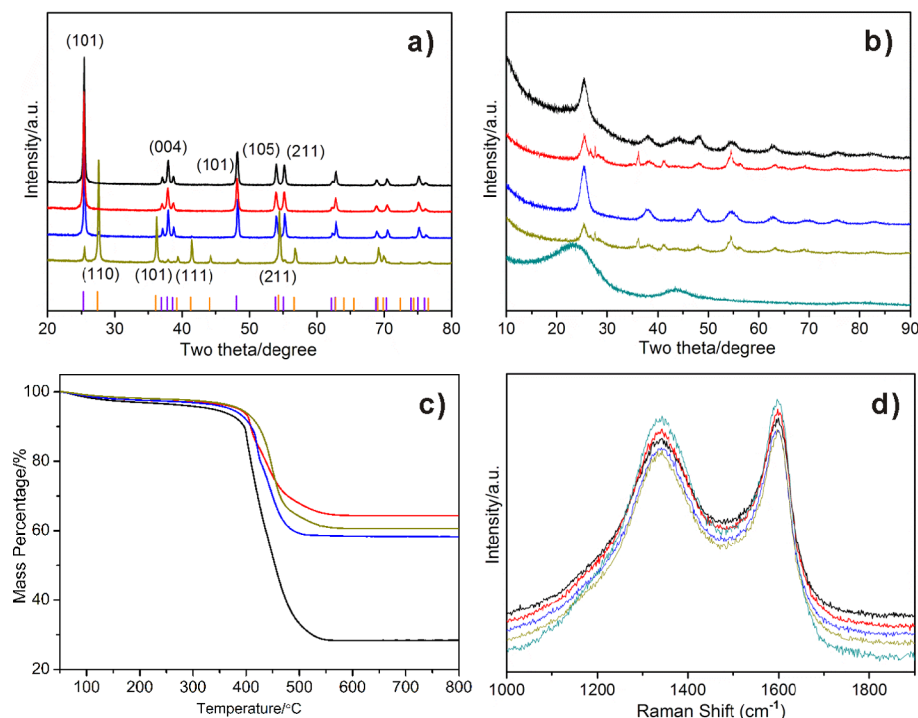 a)
(101)
(004)
(101)
(105)
(211)
(110)
(101)
(111)
(211)
Intensity/a.u.
20 30 40 50 60 70 80
Two theta/degree
b)
Intensity/a.u.
10 20 30 40 50 60 70 80 90
Two theta/degree
c)
Mass Percentage/%
100
80
60
40
20
100 200 300 400 500 600 700 800
Temperature/°C
d)
Intensity/a.u.
1000 1200 1400 1600 1800
Raman Shift (cm⁻¹)